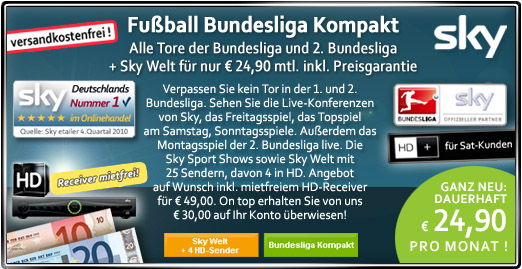 versandkostenfrei !
Fußball Bundesliga Kompakt
Alle Tore der Bundesliga und 2. Bundesliga
+ Sky Welt für nur € 24,90 mtl. inkl. Preisgarantie
sky
sky Deutschlands
Nummer 1
im Onlinehandel
Quelle: Sky etailer 4.Quartal 2010
Verpassen Sie kein Tor in der 1. und 2.
Bundesliga. Sehen Sie die Live-Konferenzen
von Sky, das Freitagsspiel, das Topspiel
am Samstag, Sonntagsspiele. Außerdem das
Montagsspiel der 2. Bundesliga live. Die
Sky Sport Shows sowie Sky Welt mit
25 Sendern, davon 4 in HD. Angebot
auf Wunsch inkl. mietfreiem HD-Receiver
für € 49,00. On top erhalten Sie von uns
€ 30,00 auf Ihr Konto überwiesen!
BUNDESLIGA
sky
OFFIZIELLER PARTNER
HD + für Sat-Kunden
HD
Receiver mietfrei!
10
20
Sky Welt
+ 4 HD-Sender
Bundesliga Kompakt
GANZ NEU:
DAUERHAFT
€ 24,90
PRO MONAT !